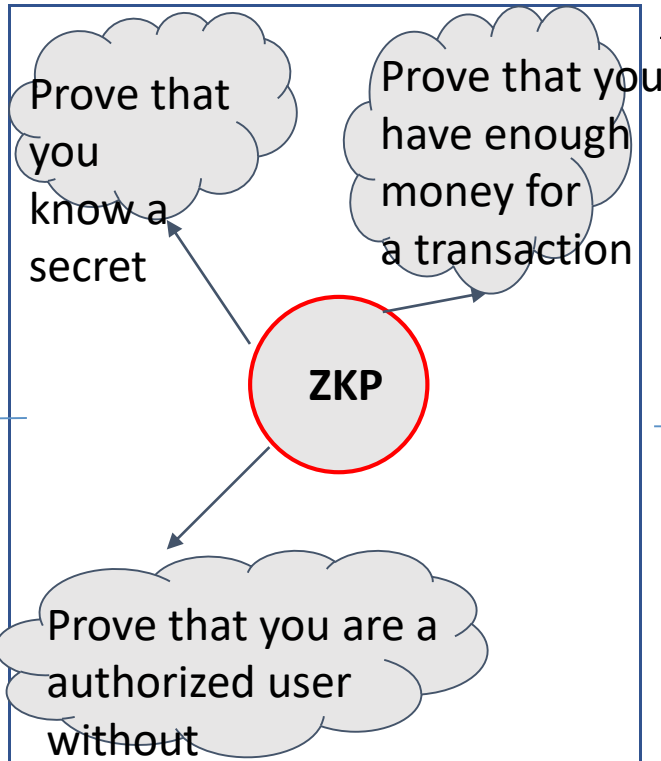 Prove that
you
know a
secret
Prove that you
have enough
money for
a transaction
ZKP
Prove that you are a
authorized user
without